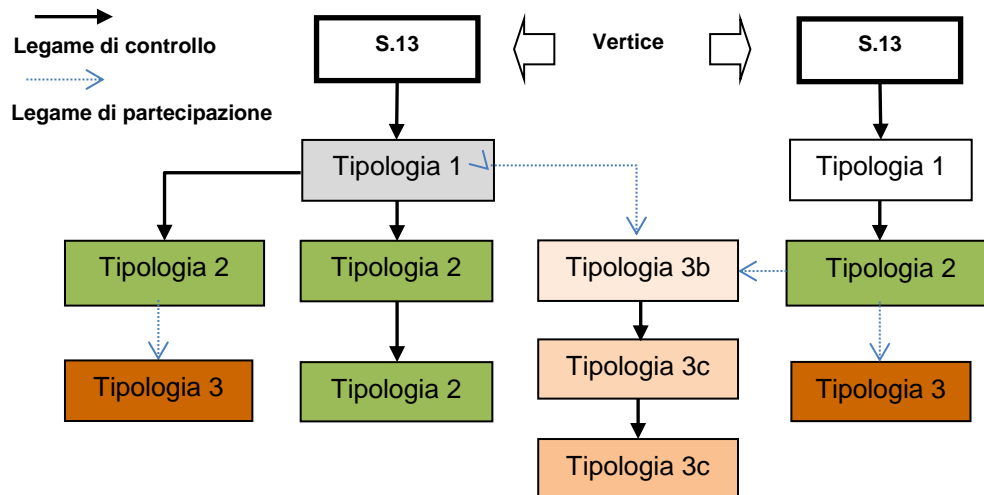 Legame di controllo
Legame di partecipazione
S.13
Vertice
S.13
Tipologia 1
Tipologia 1
Tipologia 2
Tipologia 2
Tipologia 3b
Tipologia 2
Tipologia 3
Tipologia 2
Tipologia 3c
Tipologia 3
Tipologia 3c